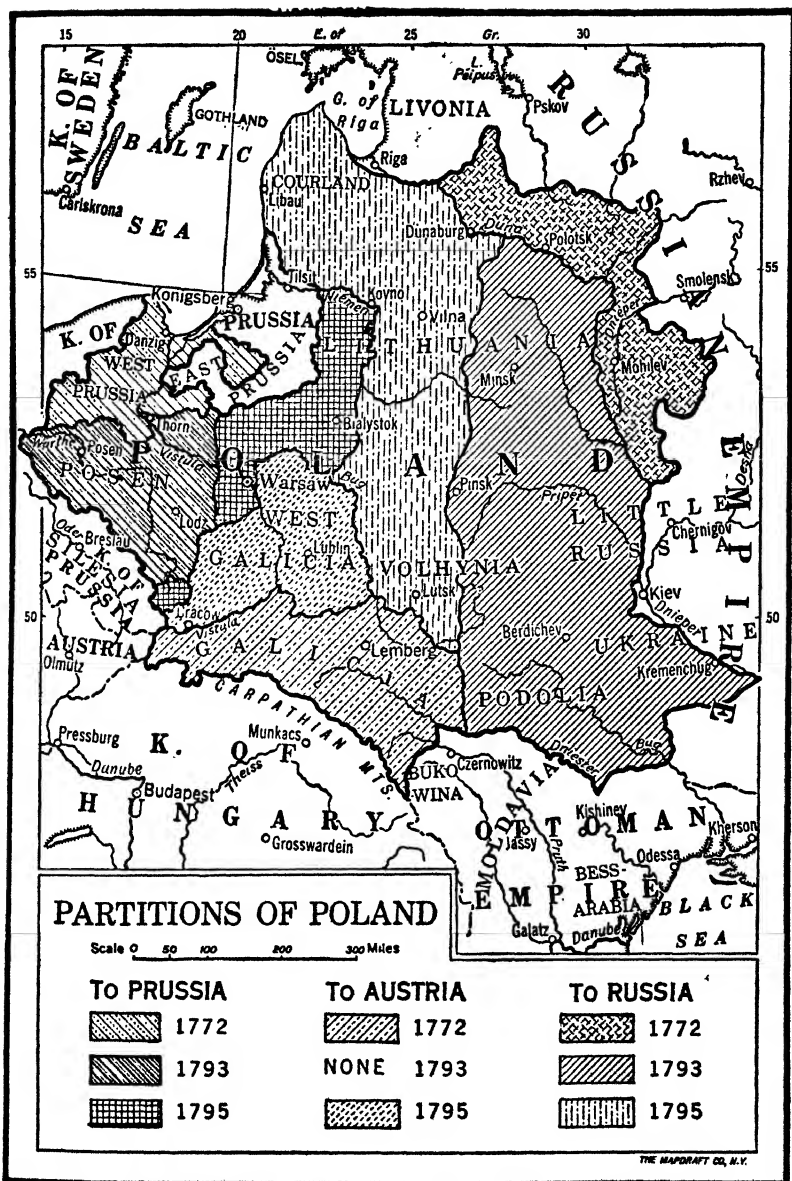 15
20
E. of
25
Gr.
30
ÖSEL
L. Peipus
K. OF SWEDEN
GOTHLAND
G. of Riga
LIVONIA
Pskov
RUSSIAN EMPIRE
BALTIC SEA
Riga
Rzhev
Carlskrona
COURLAND
Libau
Dunaburg
Duna
Polotsk
55
55
Tilsit
Smolensk
Konigsberg
Niemen
Kovno
Dnieper
PRUSSIA
Vilna
K. OF
Danzig
LITHUANIA
WEST PRUSSIA
EAST PRUSSIA
Mohilev
Minsk
Thorn
Bialystok
Warthe
Posen
POLAND
Vistula
Desna
POSEN
Warsaw
Bug
Pinsk
Pripet
LITTLE RUSSIA
WEST GALICIA
Lodz
Chernigov
Oder
Breslau
Lublin
K. OF PRUSSIA
SILESIA
VOLHYNIA
Lutsk
Kiev
50
50
Cracow
Vistula
Dnieper
Berdichev
UKRAINE
AUSTRIA
Lemberg
GALICIA
Olmutz
Kremenchug
PODOLIA
CARPATHIAN MTS.
Pressburg
Munkacs
K. OF HUNGARY
Dniester
Bug
Danube
Theiss
BUKOWINA
Czernowitz
Budapest
MOLDAVIA
Kishinev
OTTOMAN EMPIRE
Kherson
Grosswardein
Jassy
Pruth
Odessa
BESS-
ARABIA
BLACK SEA
Galatz
Danube
PARTITIONS OF POLAND
Scale 0 50 100 200 300 Miles
TO PRUSSIA
TO AUSTRIA
TO RUSSIA
1772
1772
1772
1793
NONE 1793
1793
1795
1795
1795
THE MAPDRAFT CO., N.Y.